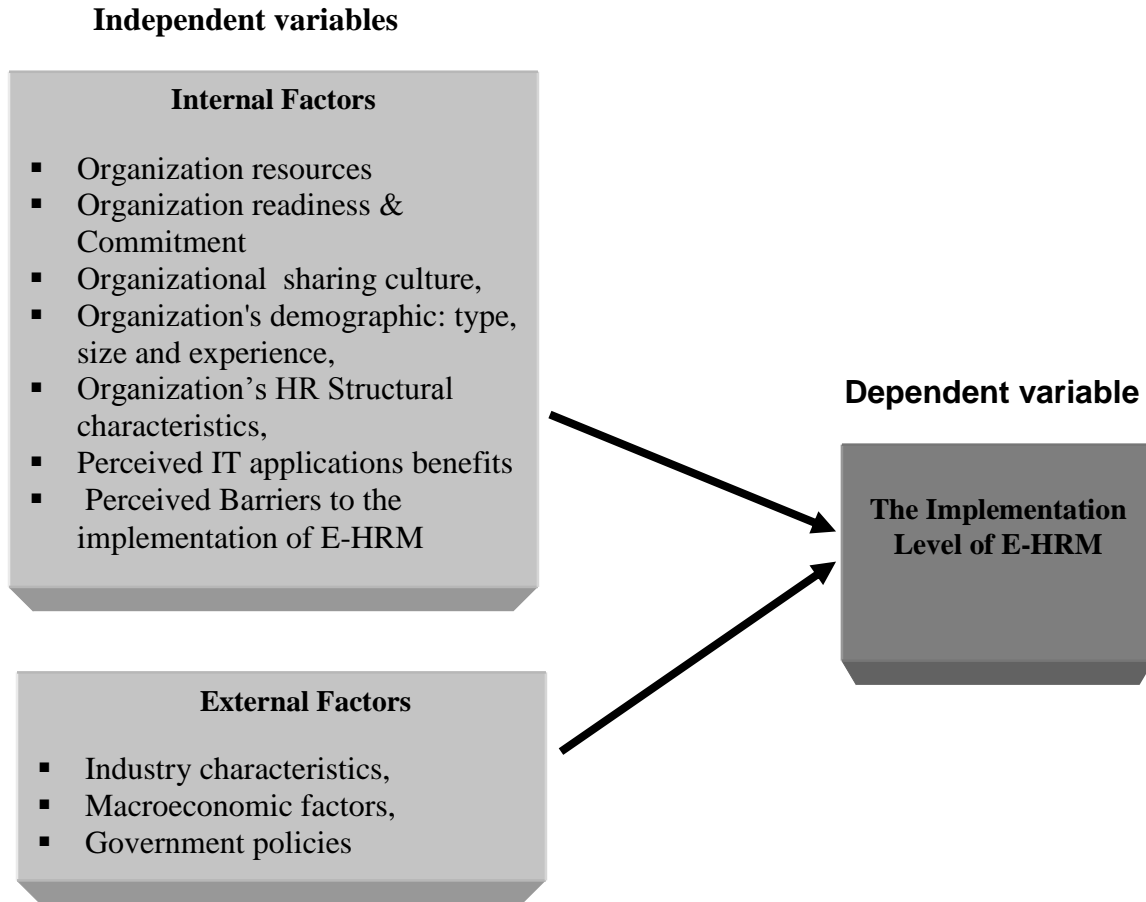 Independent variables
Internal Factors
▪ Organization resources
▪ Organization readiness &
Commitment
▪ Organizational sharing culture,
▪ Organization's demographic: type,
size and experience,
▪ Organization’s HR Structural
characteristics,
▪ Perceived IT applications benefits
▪ Perceived Barriers to the
implementation of E-HRM
External Factors
▪ Industry characteristics,
▪ Macroeconomic factors,
▪ Government policies
Dependent variable
The Implementation
Level of E-HRM